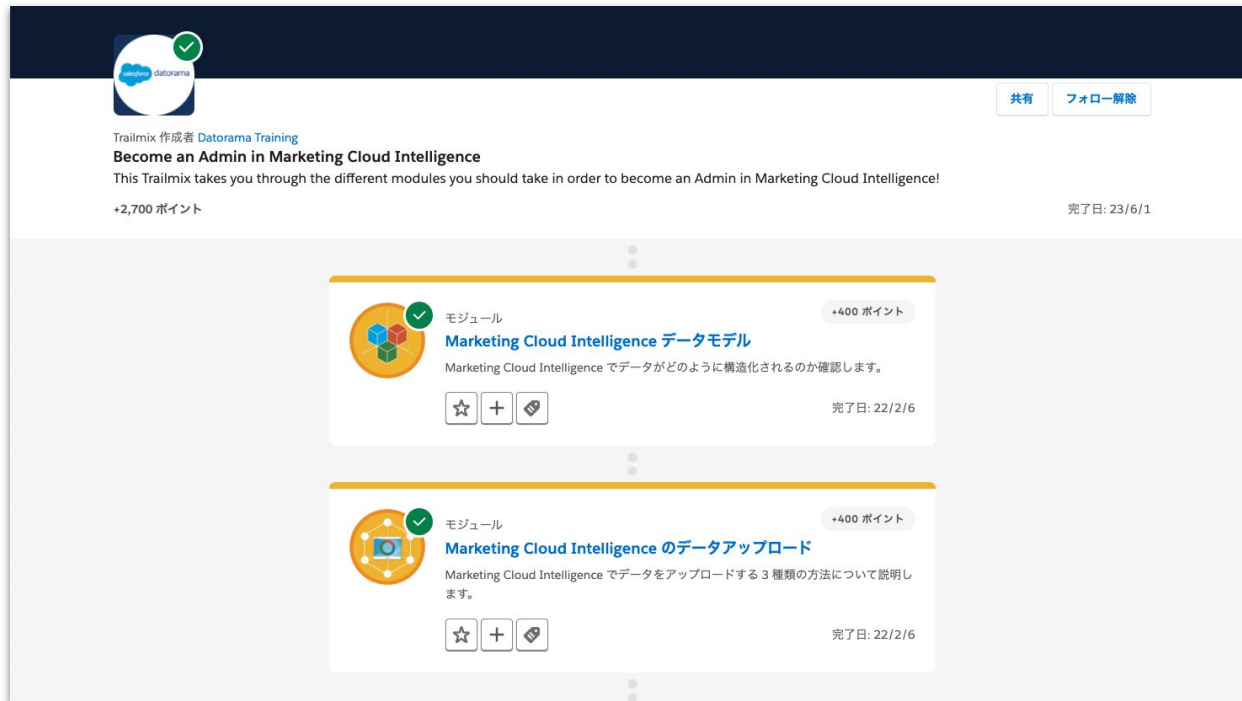 salesforce datorama
共有
フォロー解除
Trailmix 作成者 Datorama Training
Become an Admin in Marketing Cloud Intelligence
This Trailmix takes you through the different modules you should take in order to become an Admin in Marketing Cloud Intelligence!
+2,700 ポイント
完了日: 23/6/1
モジュール
+400 ポイント
Marketing Cloud Intelligence データモデル
Marketing Cloud Intelligence でデータがどのように構造化されるのか確認します。
完了日: 22/2/6
モジュール
+400 ポイント
Marketing Cloud Intelligence のデータアップロード
Marketing Cloud Intelligence でデータをアップロードする 3 種類の方法について説明し
ます。
完了日: 22/2/6